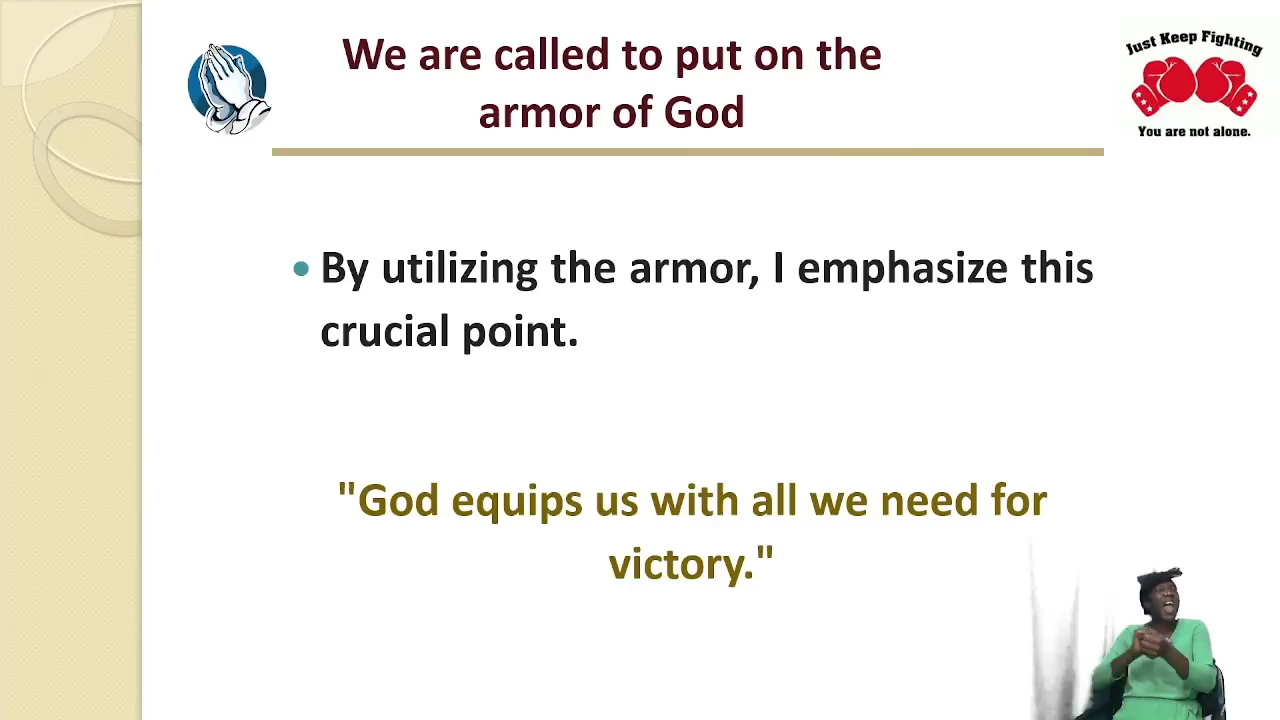 We are called to put on the
armor of God
Just Keep Fighting
You are not alone.
• By utilizing the armor, I emphasize this
crucial point.
"God equips us with all we need for
victory."